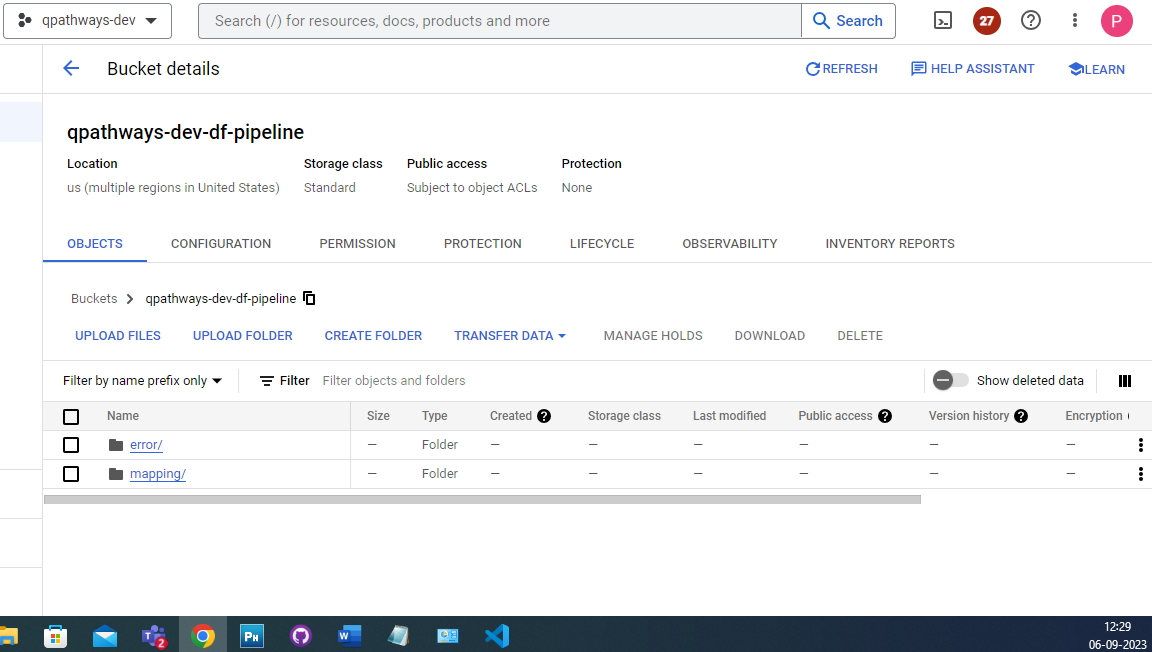 qpathways-dev
Search (/) for resources, docs, products and more
Search
27
P
Bucket details
REFRESH
HELP ASSISTANT
LEARN
qpathways-dev-df-pipeline
Location Storage class Public access Protection
us (multiple regions in United States) Standard Subject to object ACLs None
OBJECTS CONFIGURATION PERMISSION PROTECTION LIFECYCLE OBSERVABILITY INVENTORY REPORTS
Buckets > qpathways-dev-df-pipeline
UPLOAD FILES UPLOAD FOLDER CREATE FOLDER TRANSFER DATA MANAGE HOLDS DOWNLOAD DELETE
Filter by name prefix only Filter Filter objects and folders Show deleted data
Name Size Type Created Storage class Last modified Public access Version history Encryption
error/ — Folder — — — — — —
mapping/ — Folder — — — — — —
T 2 PH W
12:29
06-09-2023